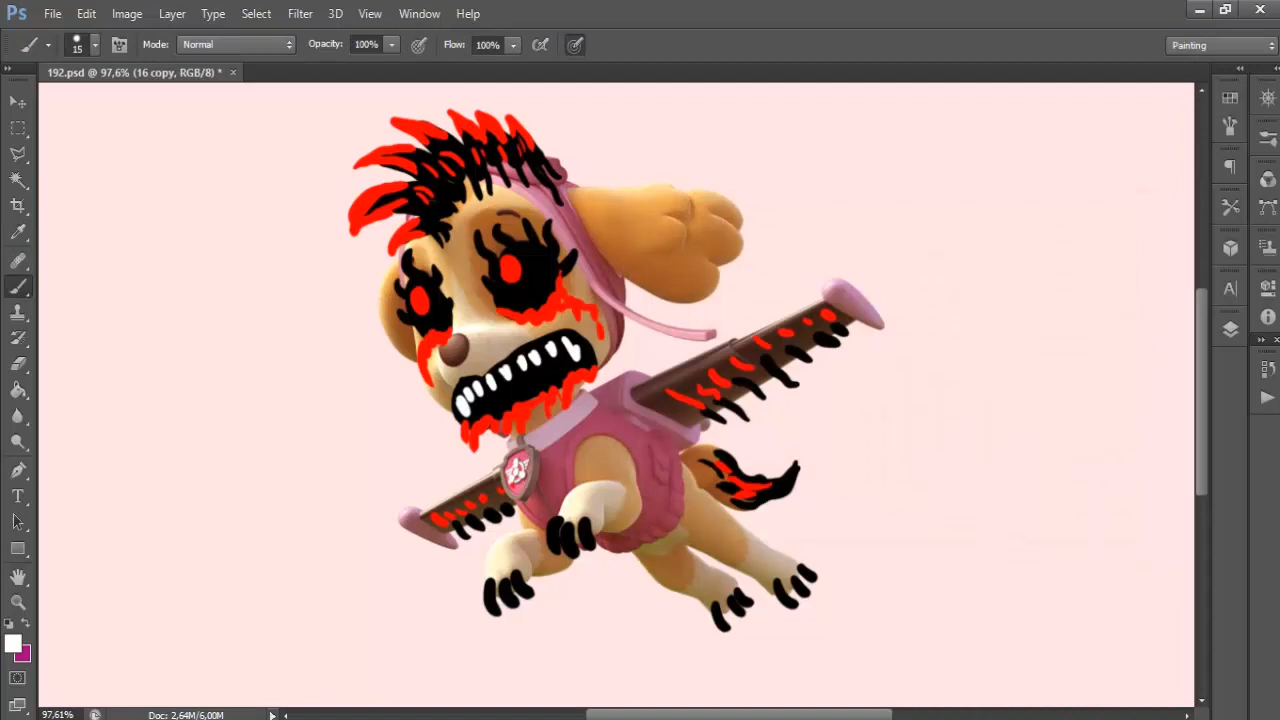 Ps File Edit Image Layer Type Select Filter 3D View Window Help
15 Mode: Normal Opacity: 100% Flow: 100% Painting
192.psd @ 97,6% (16 copy, RGB/8) * ×
97,61% Doc: 2,64M/6,00M